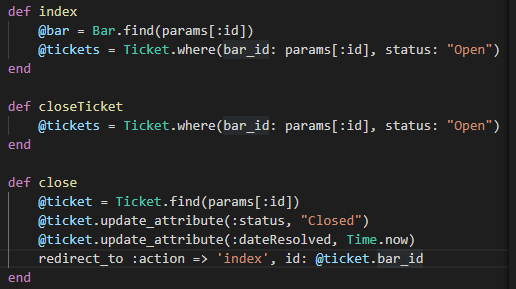 def index
@bar = Bar.find(params[:id])
@tickets = Ticket.where(bar_id: params[:id], status: "Open")
end
def closeTicket
@tickets = Ticket.where(bar_id: params[:id], status: "Open")
end
def close
@ticket = Ticket.find(params[:id])
@ticket.update_attribute(:status, "Closed")
@ticket.update_attribute(:dateResolved, Time.now)
redirect_to :action => 'index', id: @ticket.bar_id
end